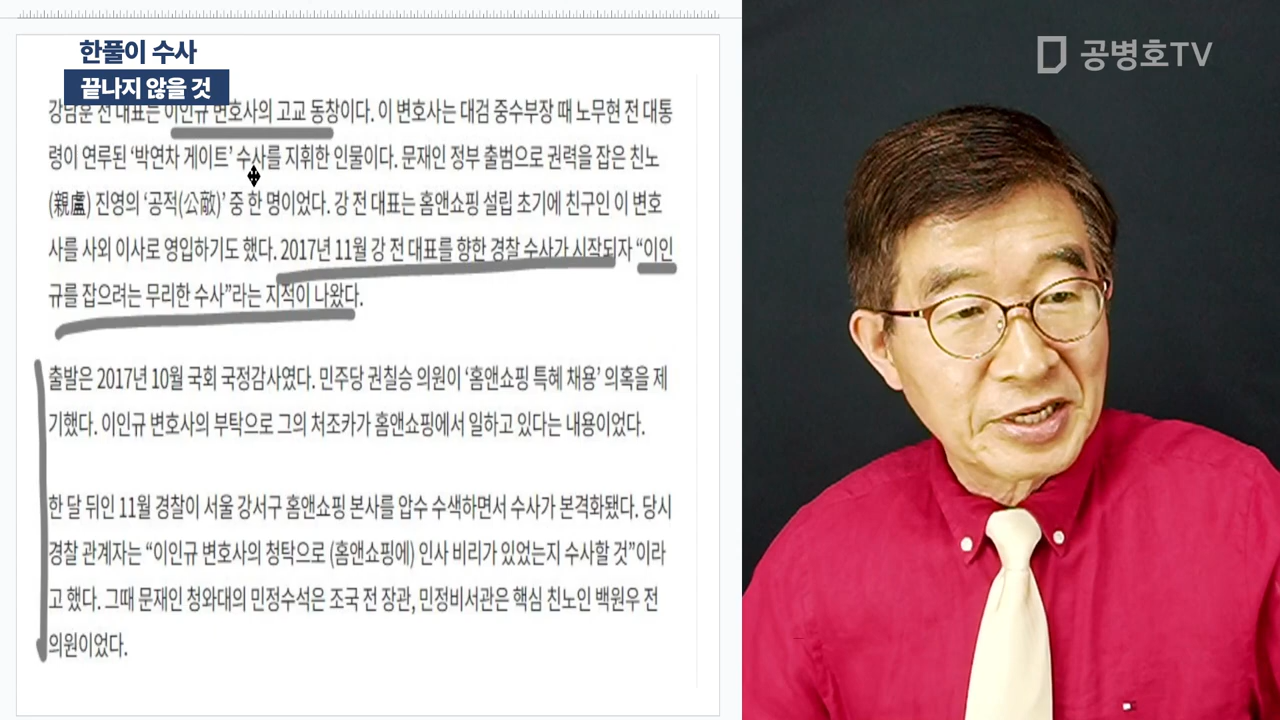 한풀이 수사
끝나지 않을 것
공병호TV
강남훈 전 대표는 이인규 변호사의 고교 동창이다. 이 변호사는 대검 중수부장 때 노무현 전 대통
령이 연루된 ‘박연차 게이트’ 수사를 지휘한 인물이다. 문재인 정부 출범으로 권력을 잡은 친노
(親盧) 진영의 ‘공적(公敵)’ 중 한 명이었다. 강 전 대표는 홈앤쇼핑 설립 초기에 친구인 이 변호
사를 사외 이사로 영입하기도 했다. 2017년 11월 강 전 대표를 향한 경찰 수사가 시작되자 “이인
규를 잡으려는 무리한 수사”라는 지적이 나왔다.
출발은 2017년 10월 국회 국정감사였다. 민주당 권칠승 의원이 ‘홈앤쇼핑 특혜 채용’ 의혹을 제
기했다. 이인규 변호사의 부탁으로 그의 처조카가 홈앤쇼핑에서 일하고 있다는 내용이었다.
한 달 뒤인 11월 경찰이 서울 강서구 홈앤쇼핑 본사를 압수 수색하면서 수사가 본격화됐다. 당시
경찰 관계자는 “이인규 변호사의 청탁으로 (홈앤쇼핑에) 인사 비리가 있었는지 수사할 것”이라
고 했다. 그때 문재인 청와대의 민정수석은 조국 전 장관, 민정비서관은 핵심 친노인 백원우 전
의원이었다.